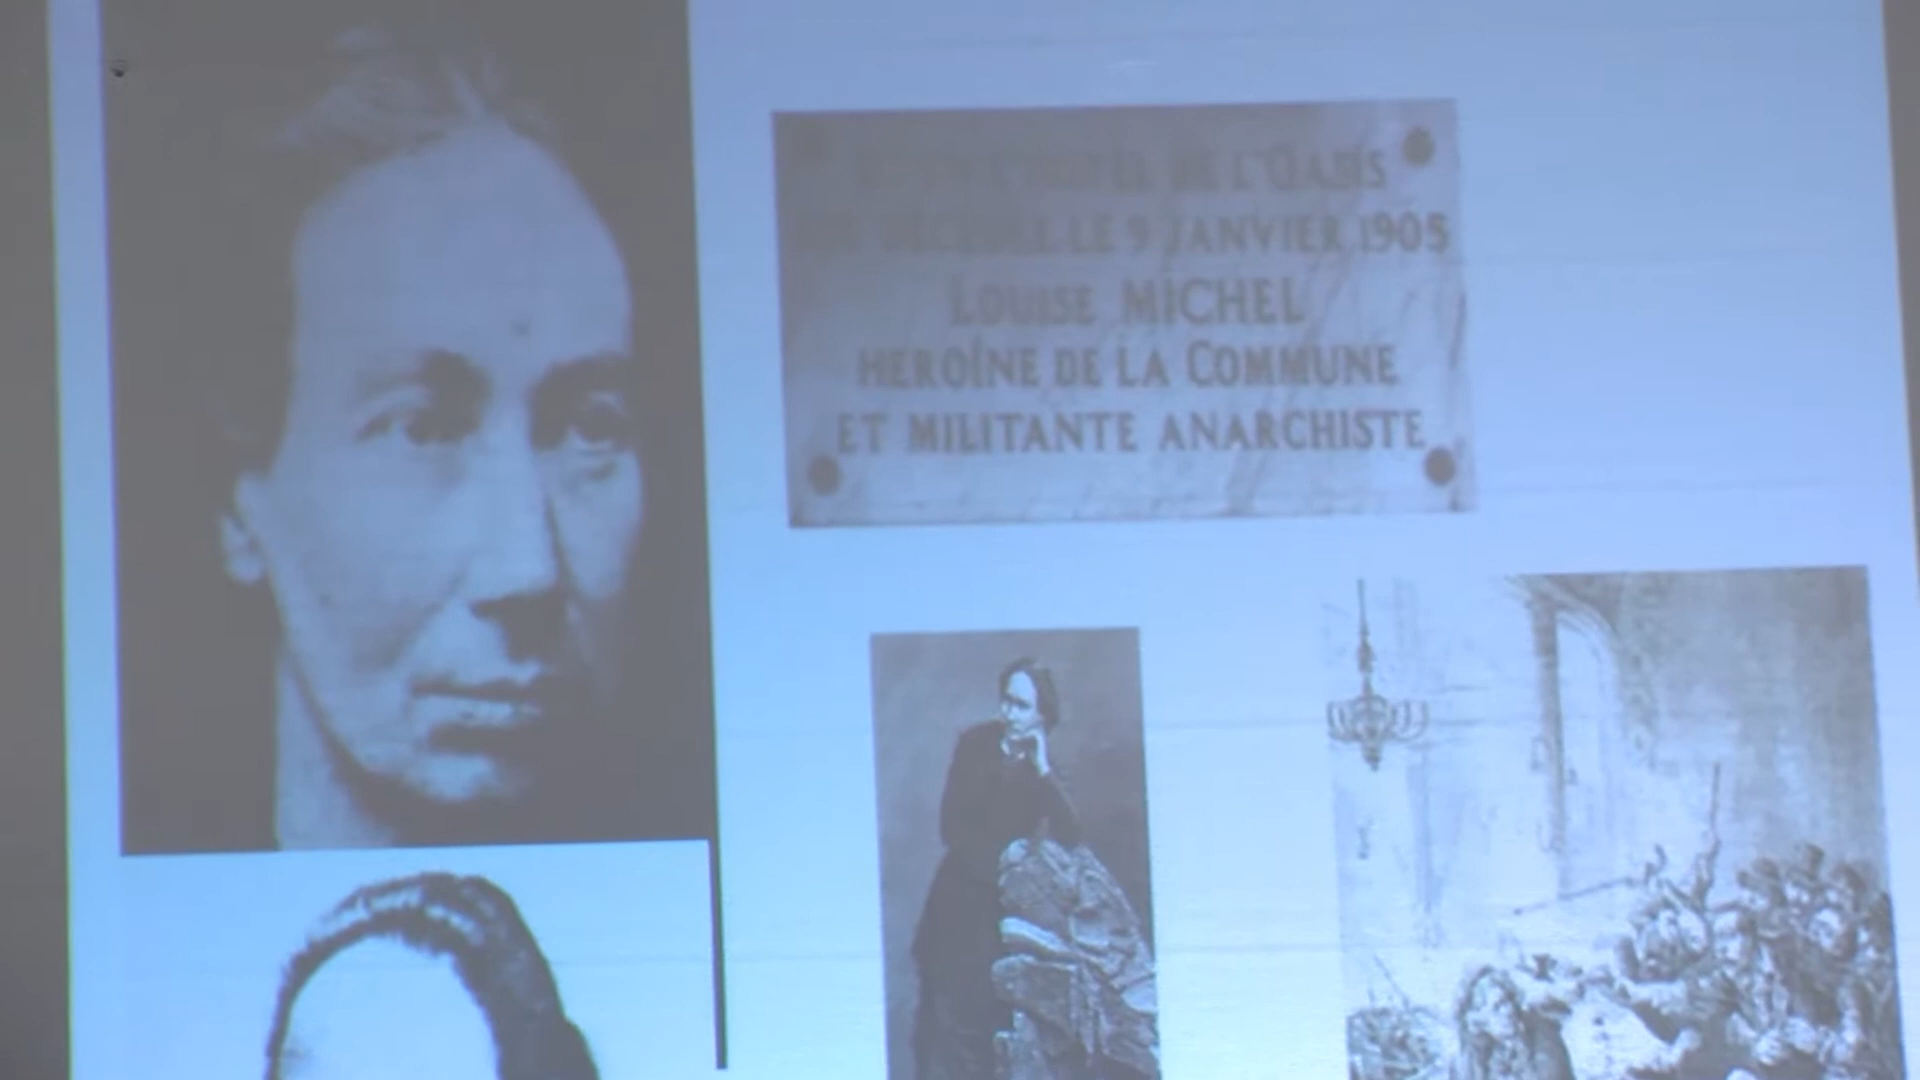 DE L'OASIS
LE 9 JANVIER 1905
LOUISE MICHEL
HEROÏNE DE LA COMMUNE
ET MILITANTE ANARCHISTE